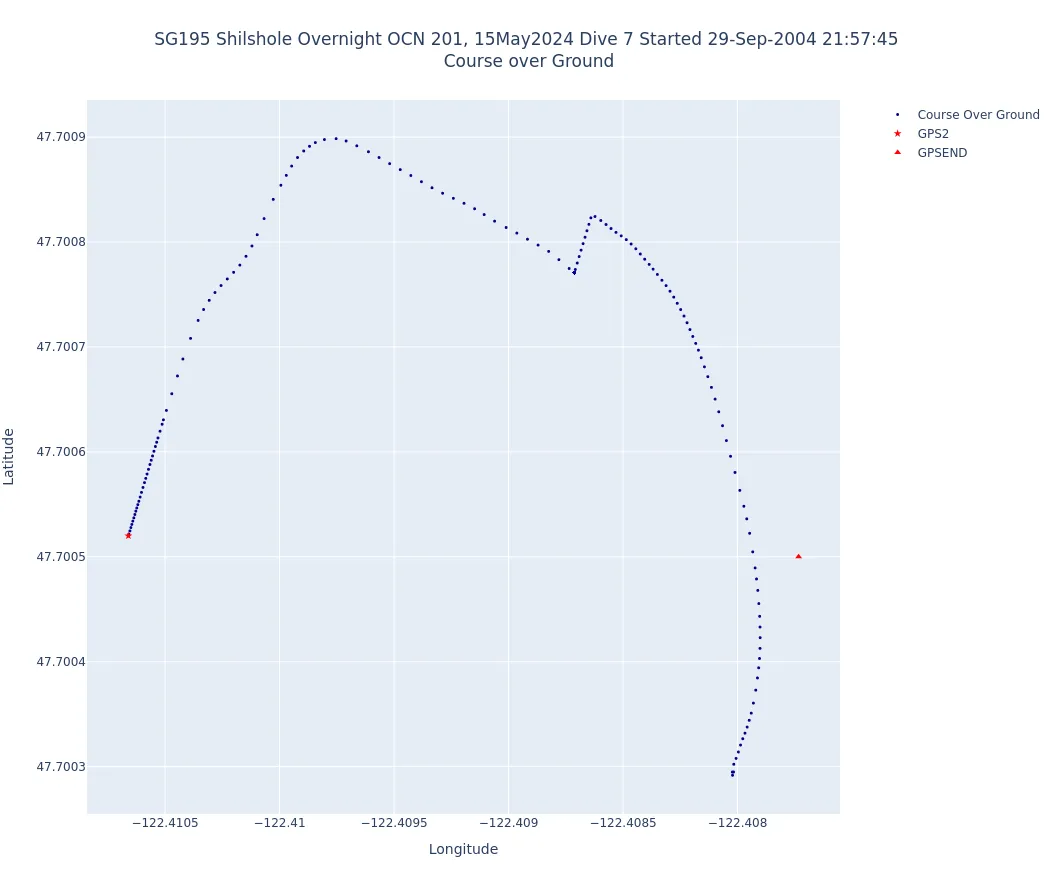 SG195 Shilshole Overnight OCN 201, 15May2024 Dive 7 Started 29-Sep-2004 21:57:45
Course over Ground
Course Over Ground
GPS2
GPSEND
47.7009
47.7008
47.7007
47.7006
47.7005
47.7004
47.7003
Latitude
−122.4105
−122.41
−122.4095
−122.409
−122.4085
−122.408
Longitude